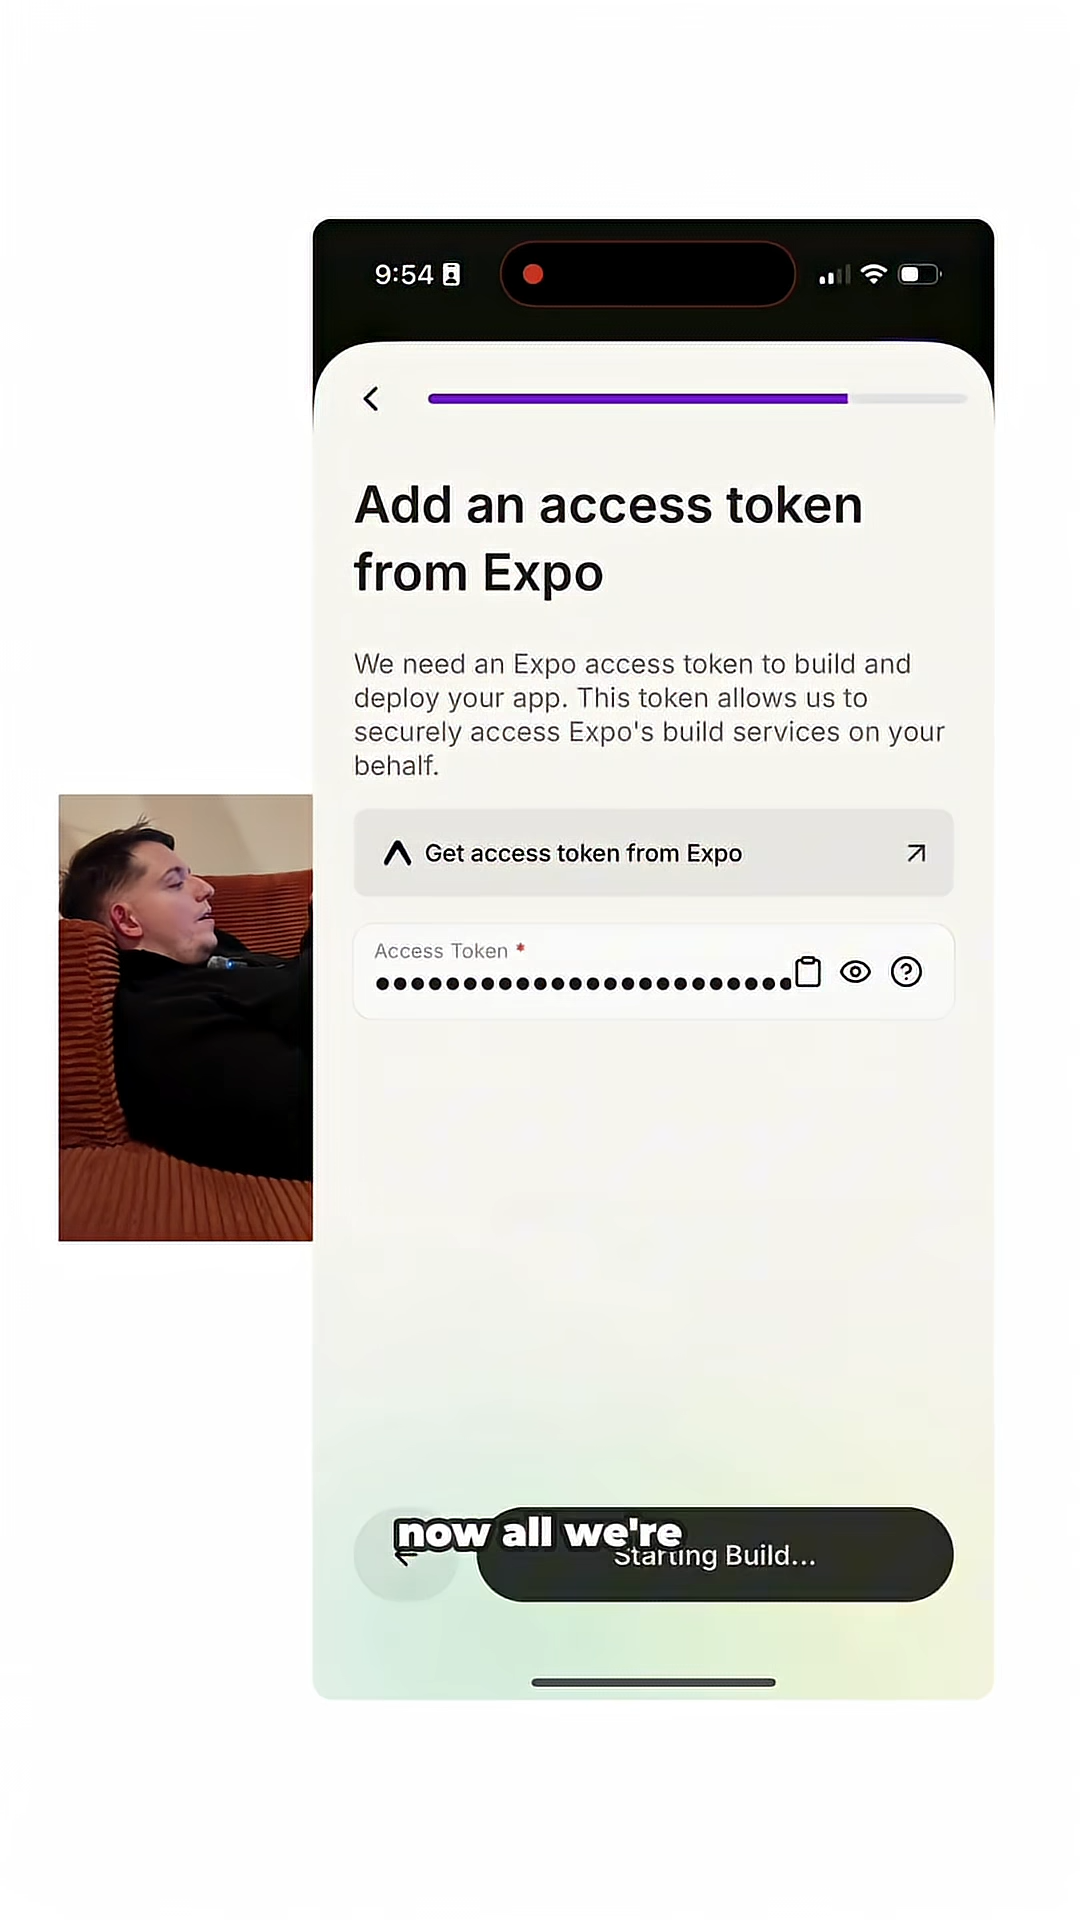 9:54
Add an access token
from Expo
We need an Expo access token to build and
deploy your app. This token allows us to
securely access Expo's build services on your
behalf.
Get access token from Expo
Access Token *
now all we're
Starting Build...